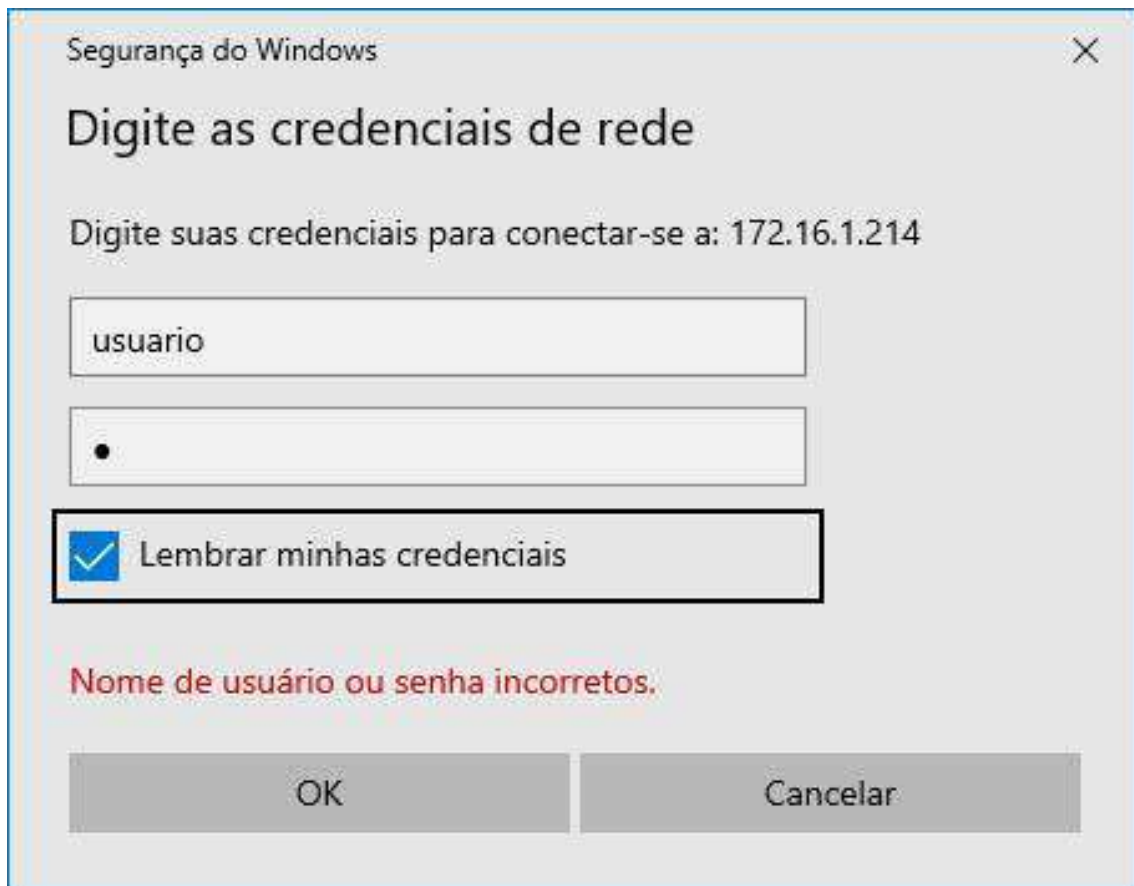 Segurança do Windows
Digite as credenciais de rede
Digite suas credenciais para conectar-se a: 172.16.1.214
usuario
●
Lembrar minhas credenciais
Nome de usuário ou senha incorretos.
OK
Cancelar